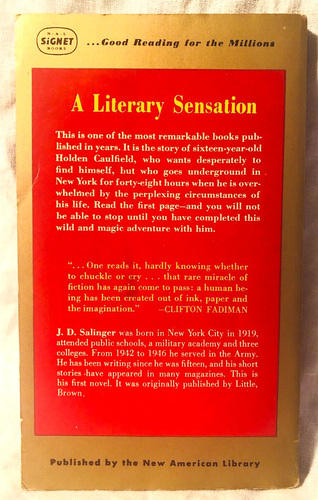 N·A·L
SIGNET
BOOKS
...Good Reading for the Millions
A Literary Sensation
This is one of the most remarkable books pub-
lished in years. It is the story of sixteen-year-old
Holden Caulfield, who wants desperately to
find himself, but who goes underground in
New York for forty-eight hours when he is over-
whelmed by the perplexing circumstances of
his life. Read the first page—and you will not
be able to stop until you have completed this
wild and magic adventure with him.
"...One reads it, hardly knowing whether
to chuckle or cry . . . that rare miracle of
fiction has again come to pass: a human be-
ing has been created out of ink, paper and
the imagination." —CLIFTON FADIMAN
J. D. Salinger was born in New York City in 1919,
attended public schools, a military academy and three
colleges. From 1942 to 1946 he served in the Army.
He has been writing since he was fifteen, and his short
stories have appeared in many magazines. This is
his first novel. It was originally published by Little,
Brown.
Published by the New American Library